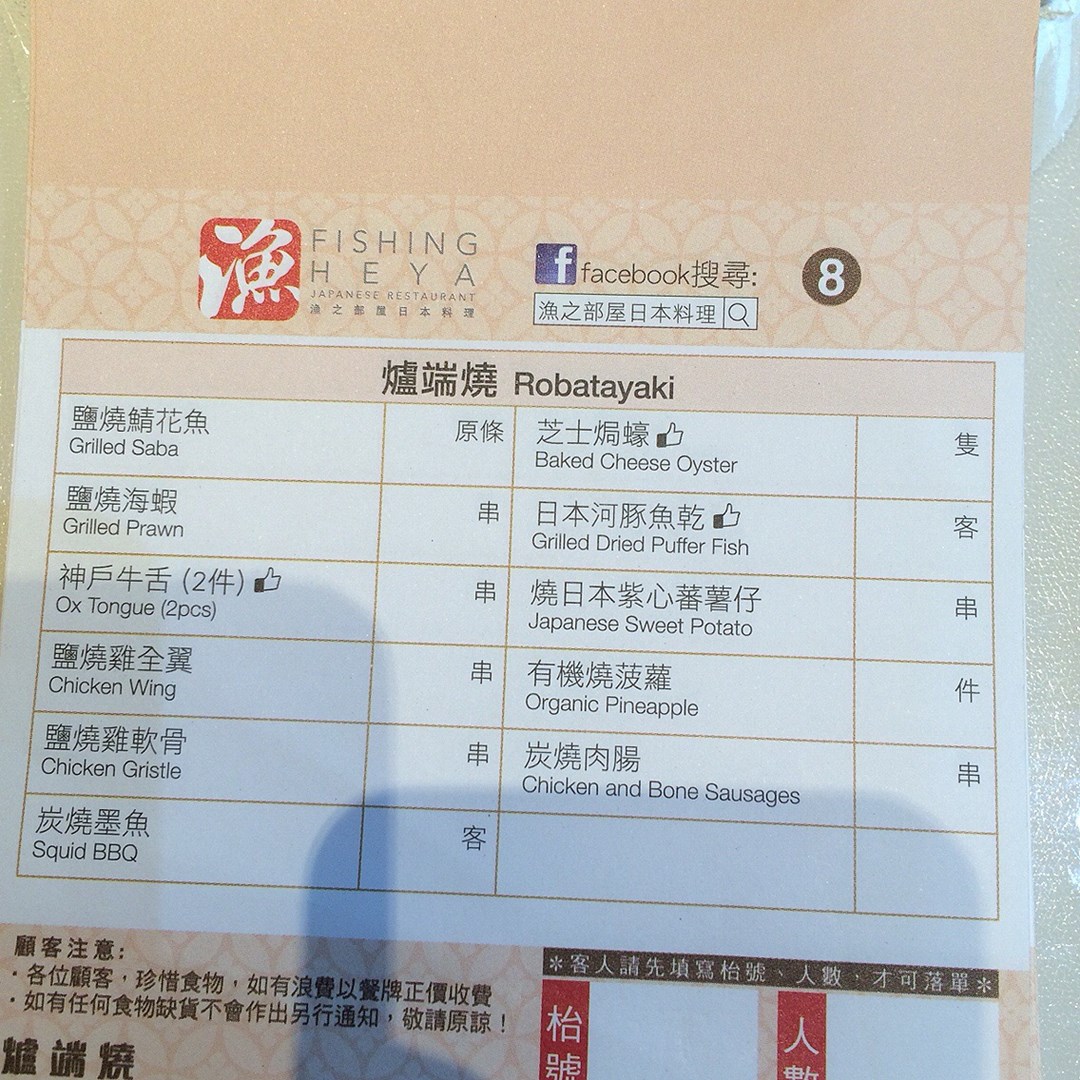 漁
FISHING
HEYA
JAPANESE RESTAURANT
漁之部屋日本料理
f facebook搜尋:
漁之部屋日本料理
8
爐端燒 Robatayaki
鹽燒鯖花魚
Grilled Saba
原條
芝士焗蠔
Baked Cheese Oyster
隻
鹽燒海蝦
Grilled Prawn
串
日本河豚魚乾
Grilled Dried Puffer Fish
客
神戶牛舌 (2件)
Ox Tongue (2pcs)
串
燒日本紫心蕃薯仔
Japanese Sweet Potato
串
鹽燒雞全翼
Chicken Wing
串
有機燒菠蘿
Organic Pineapple
件
鹽燒雞軟骨
Chicken Gristle
串
炭燒肉腸
Chicken and Bone Sausages
串
炭燒墨魚
Squid BBQ
客
顧客注意:
·各位顧客，珍惜食物，如有浪費以餐牌正價收費
·如有任何食物缺貨不會作出另行通知，敬請原諒！
爐端燒
*客人請先填寫枱號、人數，才可落單*
枱號
人數